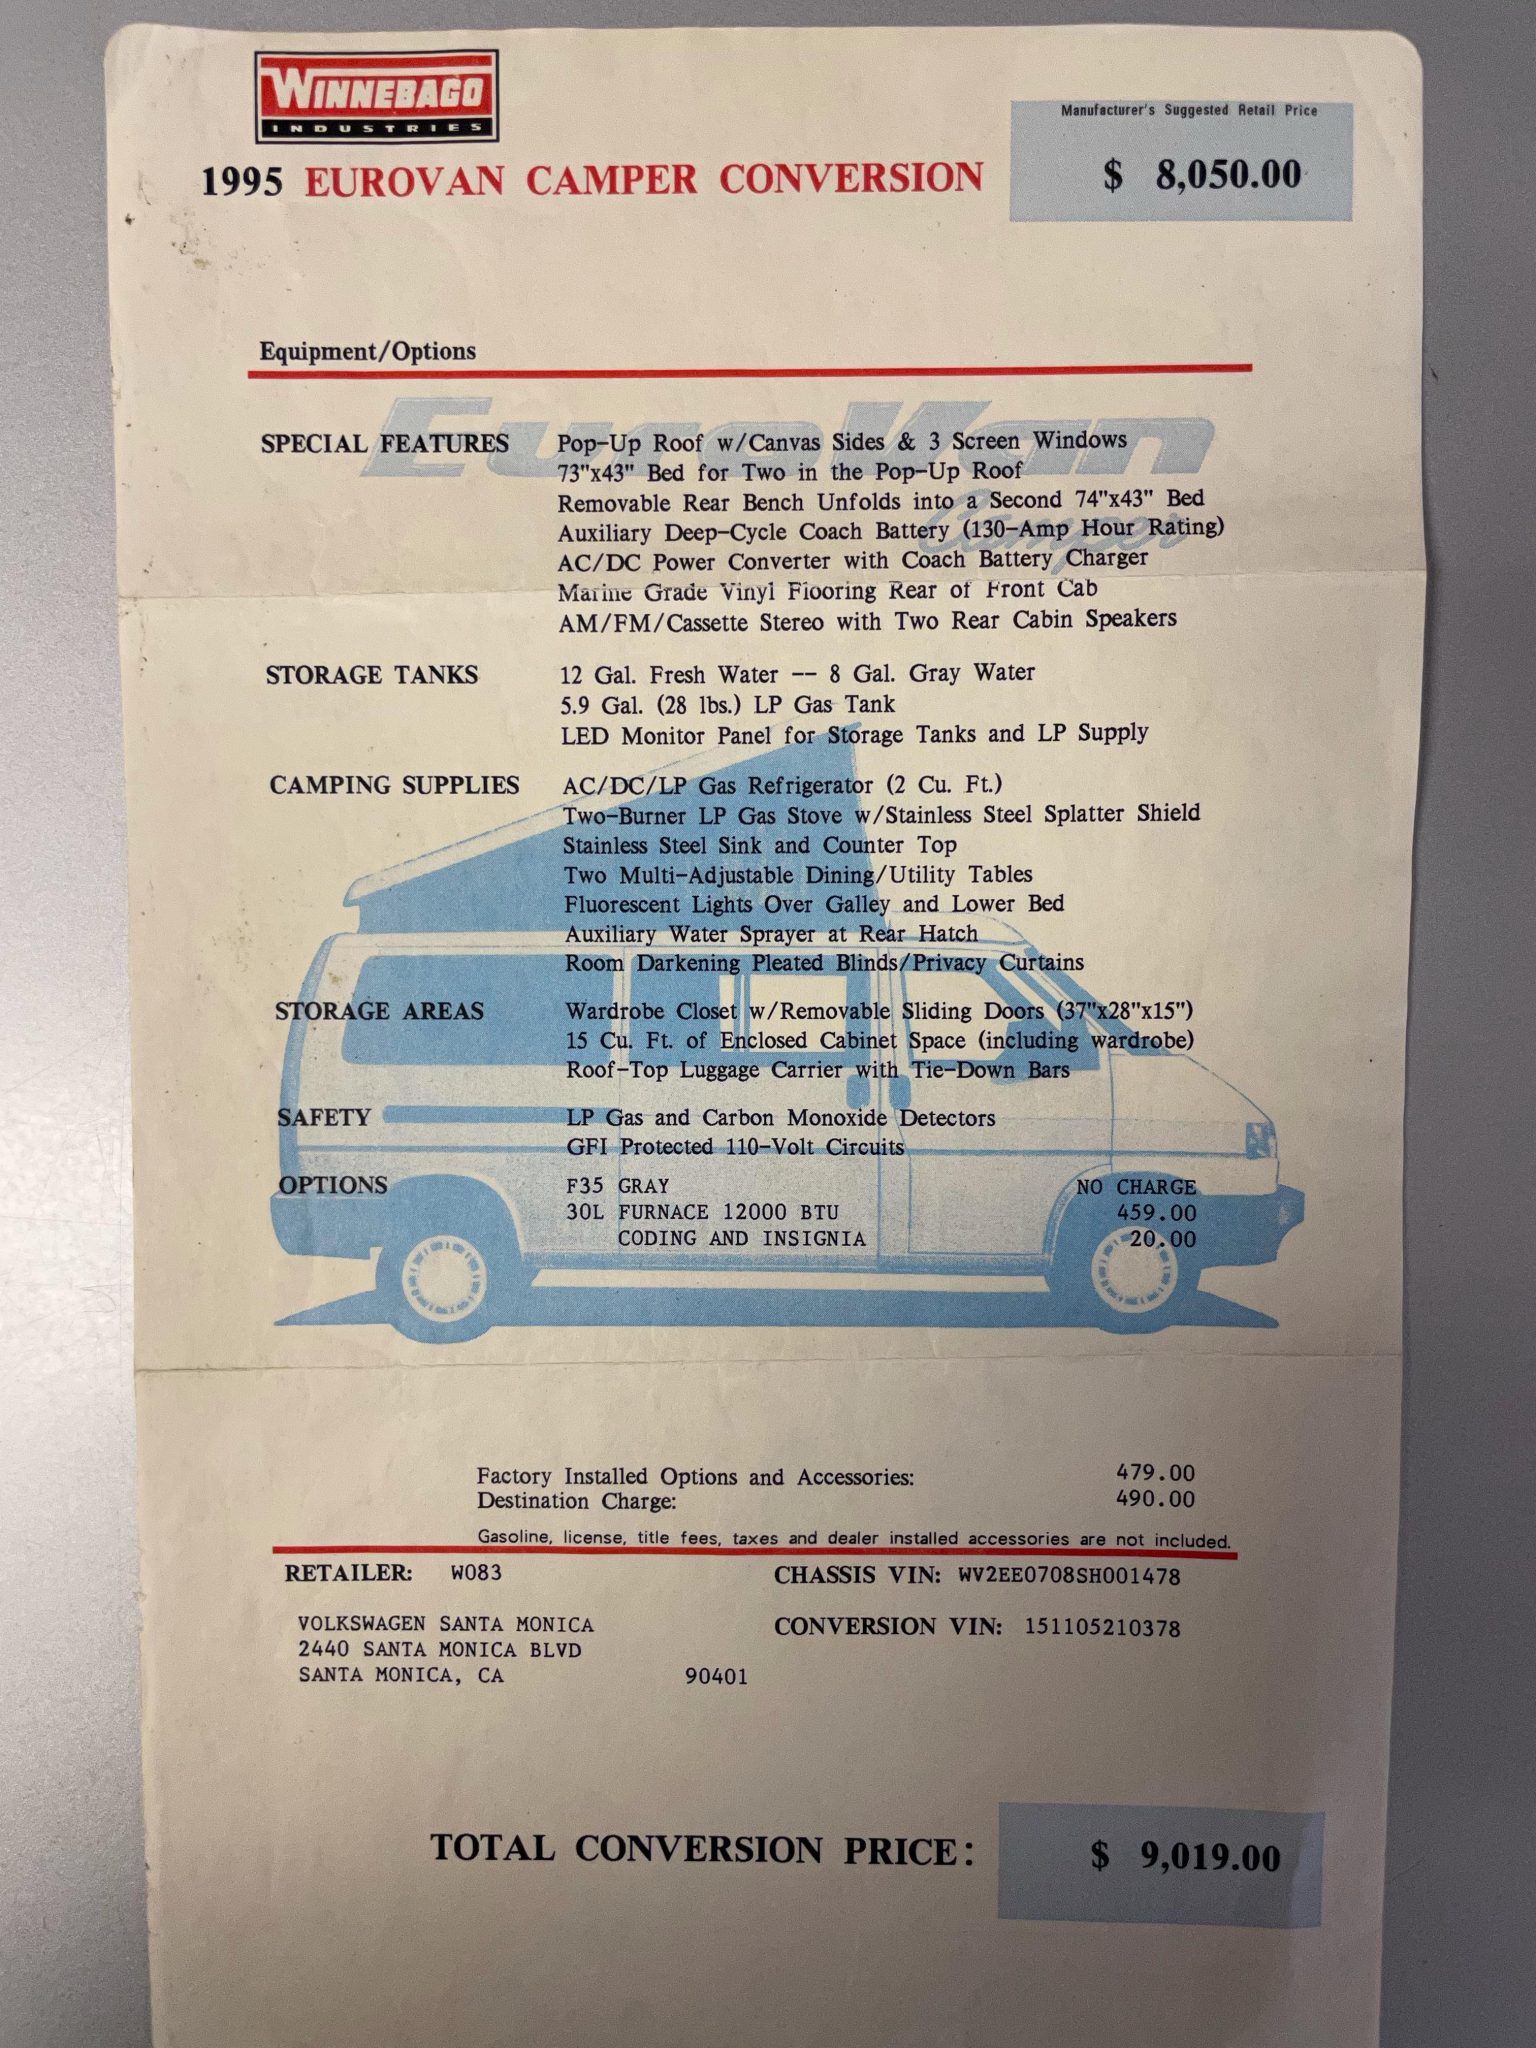 WINNEBAGO
INDUSTRIES
Manufacturer's Suggested Retail Price
1995 EUROVAN CAMPER CONVERSION $ 8,050.00
Equipment/Options
EuroVan
Camper
SPECIAL FEATURES Pop-Up Roof w/Canvas Sides & 3 Screen Windows
73"x43" Bed for Two in the Pop-Up Roof
Removable Rear Bench Unfolds into a Second 74"x43" Bed
Auxiliary Deep-Cycle Coach Battery (130-Amp Hour Rating)
AC/DC Power Converter with Coach Battery Charger
Marine Grade Vinyl Flooring Rear of Front Cab
AM/FM/Cassette Stereo with Two Rear Cabin Speakers
STORAGE TANKS 12 Gal. Fresh Water -- 8 Gal. Gray Water
5.9 Gal. (28 lbs.) LP Gas Tank
LED Monitor Panel for Storage Tanks and LP Supply
CAMPING SUPPLIES AC/DC/LP Gas Refrigerator (2 Cu. Ft.)
Two-Burner LP Gas Stove w/Stainless Steel Splatter Shield
Stainless Steel Sink and Counter Top
Two Multi-Adjustable Dining/Utility Tables
Fluorescent Lights Over Galley and Lower Bed
Auxiliary Water Sprayer at Rear Hatch
Room Darkening Pleated Blinds/Privacy Curtains
STORAGE AREAS Wardrobe Closet w/Removable Sliding Doors (37"x28"x15")
15 Cu. Ft. of Enclosed Cabinet Space (including wardrobe)
Roof-Top Luggage Carrier with Tie-Down Bars
SAFETY LP Gas and Carbon Monoxide Detectors
GFI Protected 110-Volt Circuits
OPTIONS F35 GRAY NO CHARGE
30L FURNACE 12000 BTU 459.00
CODING AND INSIGNIA 20.00
Factory Installed Options and Accessories: 479.00
Destination Charge: 490.00
Gasoline, license, title fees, taxes and dealer installed accessories are not included.
RETAILER: W083 CHASSIS VIN: WV2EE0708SH001478
VOLKSWAGEN SANTA MONICA CONVERSION VIN: 151105210378
2440 SANTA MONICA BLVD
SANTA MONICA, CA 90401
TOTAL CONVERSION PRICE: $ 9,019.00